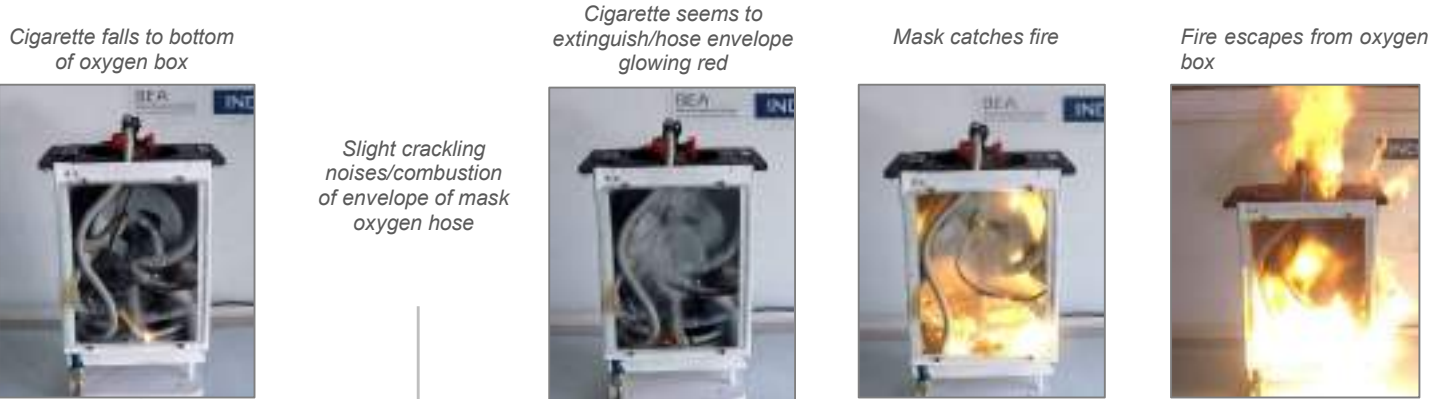 Cigarette falls to bottom
of oxygen box
Slight crackling
noises/combustion
of envelope of mask
oxygen hose
Cigarette seems to
extinguish/hose envelope
glowing red
Mask catches fire
Fire escapes from oxygen
box
BEA
IND
BEA
IND
BEA
IND
IND